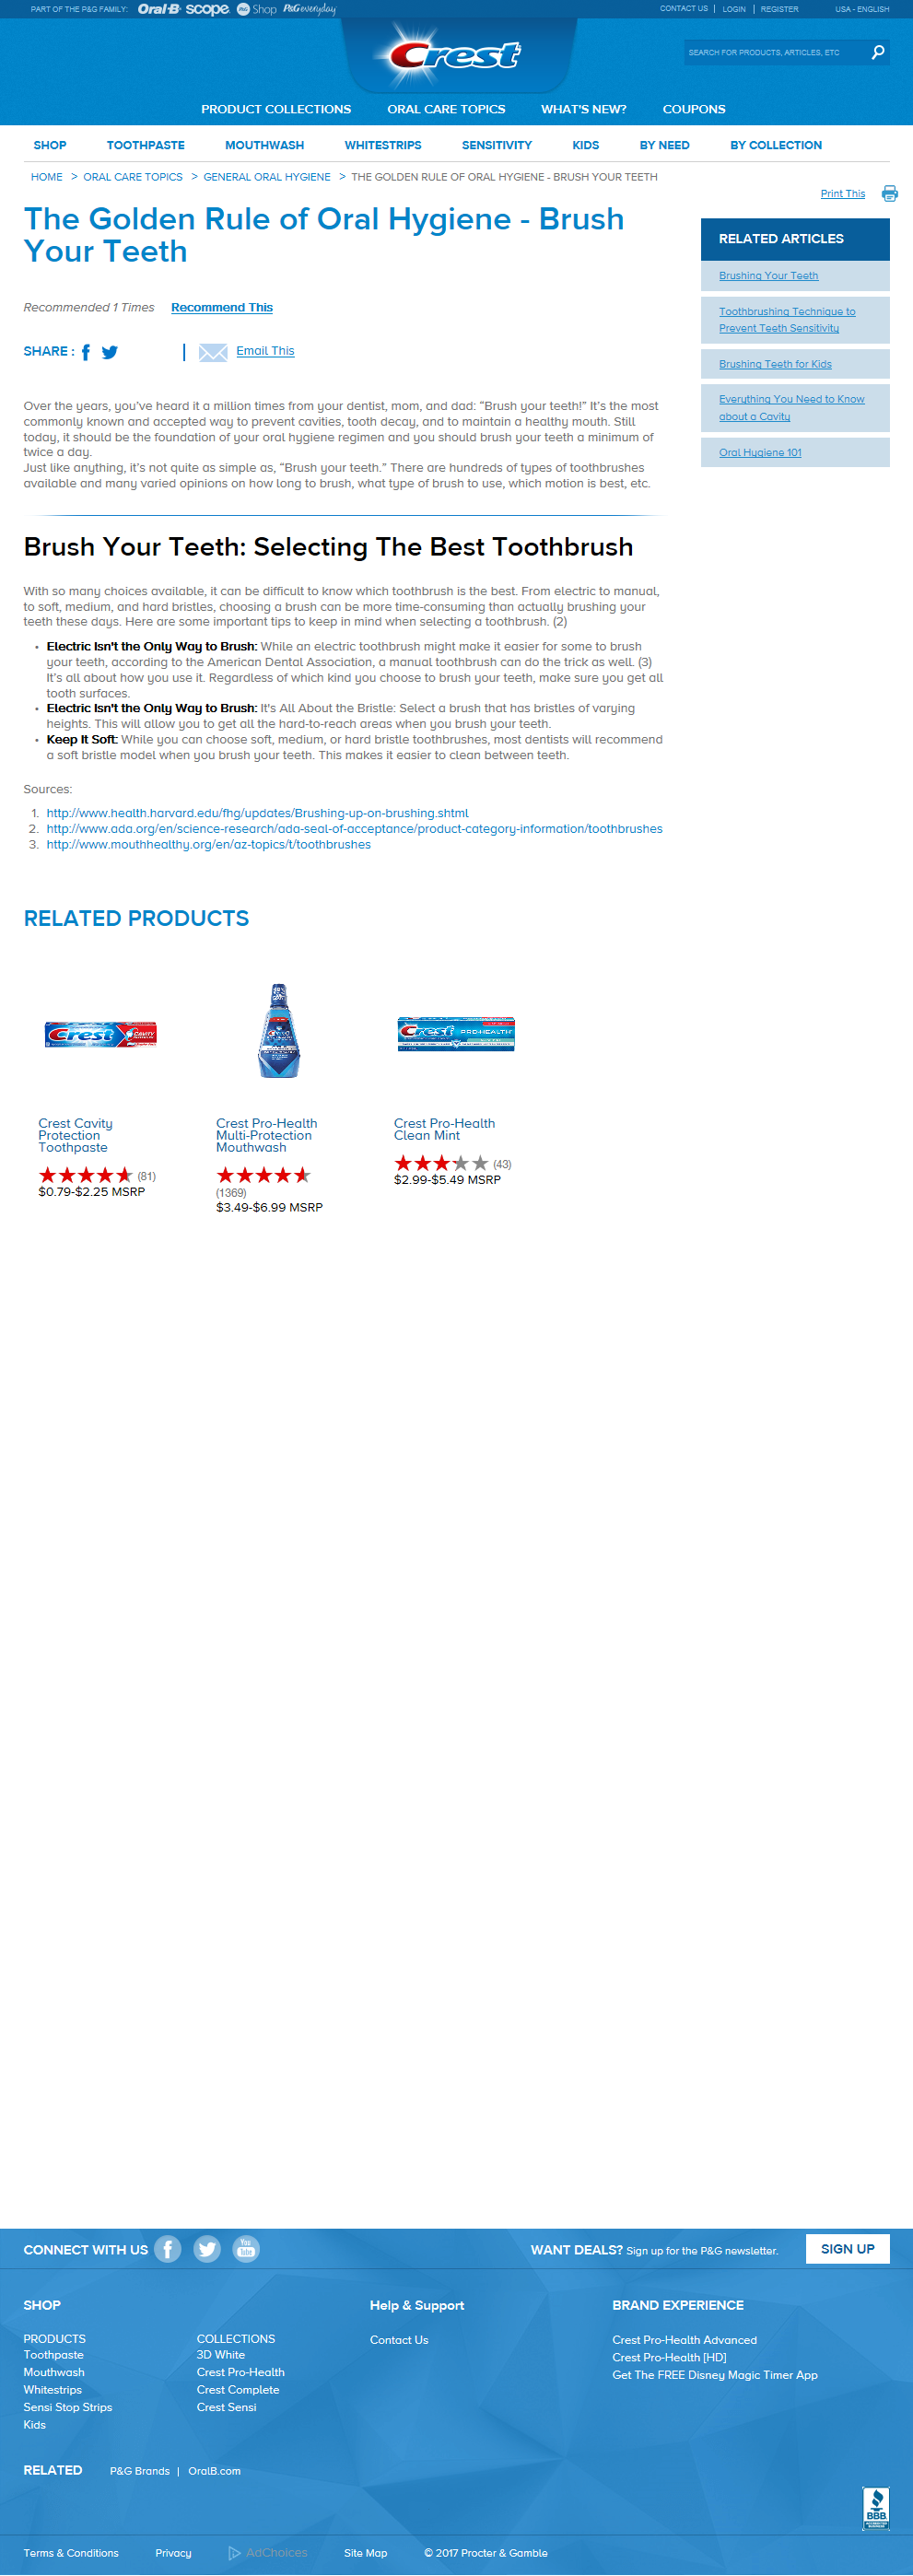 PART OF THE P&G FAMILY: Oral-B scope P&G Shop P&G everyday CONTACT US | LOGIN | REGISTER USA - ENGLISH
Crest
SEARCH FOR PRODUCTS, ARTICLES, ETC
PRODUCT COLLECTIONS ORAL CARE TOPICS WHAT'S NEW? COUPONS
SHOP TOOTHPASTE MOUTHWASH WHITESTRIPS SENSITIVITY KIDS BY NEED BY COLLECTION
HOME > ORAL CARE TOPICS > GENERAL ORAL HYGIENE > THE GOLDEN RULE OF ORAL HYGIENE - BRUSH YOUR TEETH
Print This
The Golden Rule of Oral Hygiene - Brush
Your Teeth
Recommended 1 Times Recommend This
SHARE : | Email This
RELATED ARTICLES
Brushing Your Teeth
Toothbrushing Technique to
Prevent Teeth Sensitivity
Brushing Teeth for Kids
Everything You Need to Know
about a Cavity
Oral Hygiene 101
Over the years, you've heard it a million times from your dentist, mom, and dad: “Brush your teeth!” It's the most
commonly known and accepted way to prevent cavities, tooth decay, and to maintain a healthy mouth. Still
today, it should be the foundation of your oral hygiene regimen and you should brush your teeth a minimum of
twice a day.
Just like anything, it's not quite as simple as, “Brush your teeth.” There are hundreds of types of toothbrushes
available and many varied opinions on how long to brush, what type of brush to use, which motion is best, etc.
Brush Your Teeth: Selecting The Best Toothbrush
With so many choices available, it can be difficult to know which toothbrush is the best. From electric to manual,
to soft, medium, and hard bristles, choosing a brush can be more time-consuming than actually brushing your
teeth these days. Here are some important tips to keep in mind when selecting a toothbrush. (2)
• Electric Isn't the Only Way to Brush: While an electric toothbrush might make it easier for some to brush
your teeth, according to the American Dental Association, a manual toothbrush can do the trick as well. (3)
It's all about how you use it. Regardless of which kind you choose to brush your teeth, make sure you get all
tooth surfaces.
• Electric Isn't the Only Way to Brush: It's All About the Bristle: Select a brush that has bristles of varying
heights. This will allow you to get all the hard-to-reach areas when you brush your teeth.
• Keep It Soft: While you can choose soft, medium, or hard bristle toothbrushes, most dentists will recommend
a soft bristle model when you brush your teeth. This makes it easier to clean between teeth.
Sources:
1. http://www.health.harvard.edu/fhg/updates/Brushing-up-on-brushing.shtml
2. http://www.ada.org/en/science-research/ada-seal-of-acceptance/product-category-information/toothbrushes
3. http://www.mouthhealthy.org/en/az-topics/t/toothbrushes
RELATED PRODUCTS
Crest CAVITY
Crest PRO-HEALTH
Crest Cavity
Protection
Toothpaste
(81)
$0.79-$2.25 MSRP
Crest Pro-Health
Multi-Protection
Mouthwash
(1369)
$3.49-$6.99 MSRP
Crest Pro-Health
Clean Mint
(43)
$2.99-$5.49 MSRP
CONNECT WITH US You Tube WANT DEALS? Sign up for the P&G newsletter. SIGN UP
SHOP
PRODUCTS
Toothpaste
Mouthwash
Whitestrips
Sensi Stop Strips
Kids
COLLECTIONS
3D White
Crest Pro-Health
Crest Complete
Crest Sensi
Help & Support
Contact Us
BRAND EXPERIENCE
Crest Pro-Health Advanced
Crest Pro-Health [HD]
Get The FREE Disney Magic Timer App
RELATED P&G Brands | OralB.com
BBB
Terms & Conditions Privacy AdChoices Site Map © 2017 Procter & Gamble